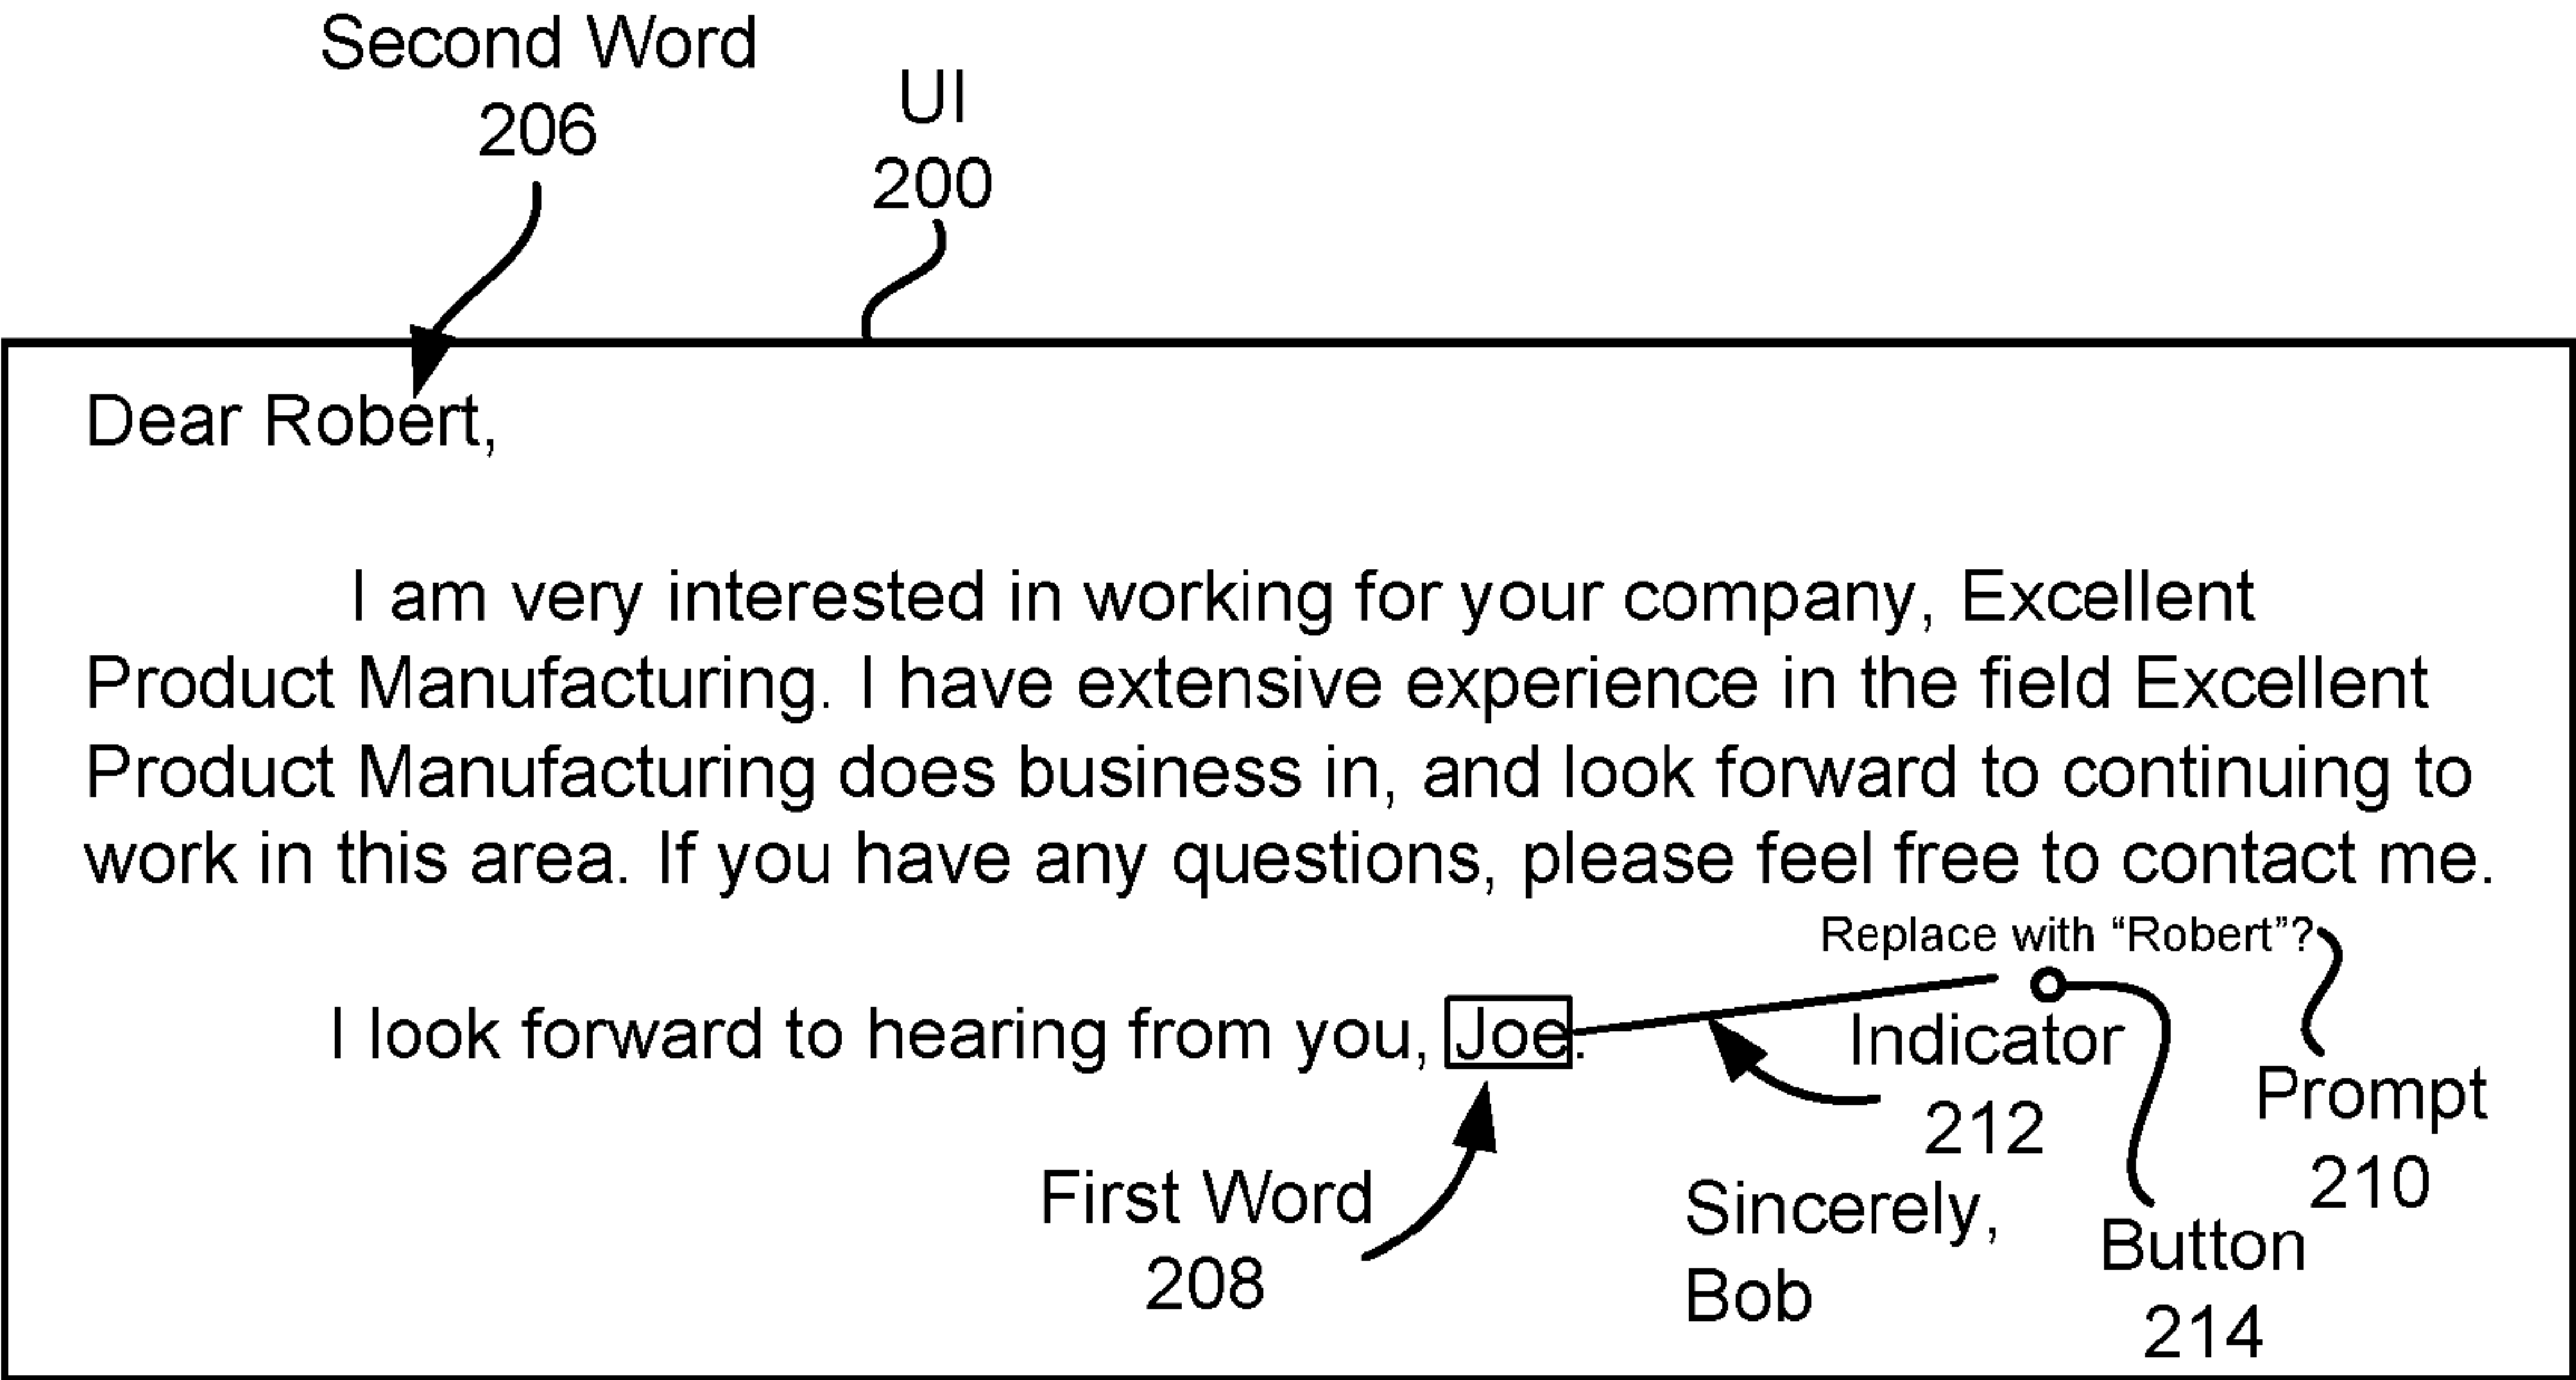 Second Word
206
UI
200
Dear Robert,
I am very interested in working for your company, Excellent
Product Manufacturing. I have extensive experience in the field Excellent
Product Manufacturing does business in, and look forward to continuing to
work in this area. If you have any questions, please feel free to contact me.
Replace with “Robert”?
I look forward to hearing from you, Joe.
Indicator
212
Prompt
210
First Word
208
Sincerely,
Bob
Button
214